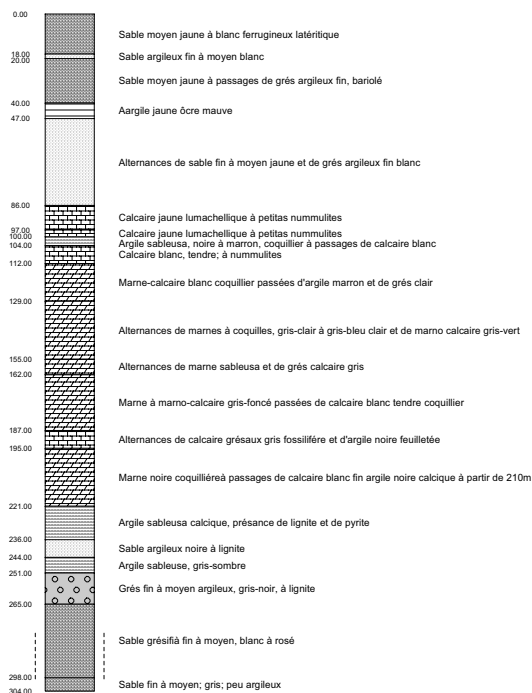 0.00
Sable moyen jaune à blanc ferrugineux latéritique
18.00
Sable argileux fin à moyen blanc
20.00
Sable moyen jaune à passages de grés argileux fin, bariolé
40.00
Aargile jaune ôcre mauve
47.00
Alternances de sable fin à moyen jaune et de grés argileux fin blanc
86.00
Calcaire jaune lumachellique à petitas nummulites
97.00
Calcaire jaune lumachellique à petitas nummulites
100.00
Argile sableusa, noire à marron, coquillier à passages de calcaire blanc
104.00
Calcaire blanc, tendre; à nummulites
112.00
Marne-calcaire blanc coquillier passées d'argile marron et de grés clair
129.00
Alternances de marnes à coquilles, gris-clair à gris-bleu clair et de marno calcaire gris-vert
155.00
Alternances de marne sableusa et de grés calcaire gris
162.00
Marne à marno-calcaire gris-foncé passées de calcaire blanc tendre coquillier
187.00
Alternances de calcaire grésaux gris fossilifére et d'argile noire feuilletée
195.00
Marne noire coquilliéreà passages de calcaire blanc fin argile noire calcique à partir de 210m
221.00
Argile sableusa calcique, présance de lignite et de pyrite
236.00
Sable argileux noire à lignite
244.00
Argile sableuse, gris-sombre
251.00
Grés fin à moyen argileux, gris-noir, à lignite
265.00
Sable grésifià fin à moyen, blanc à rosé
298.00
Sable fin à moyen; gris; peu argileux
304.00